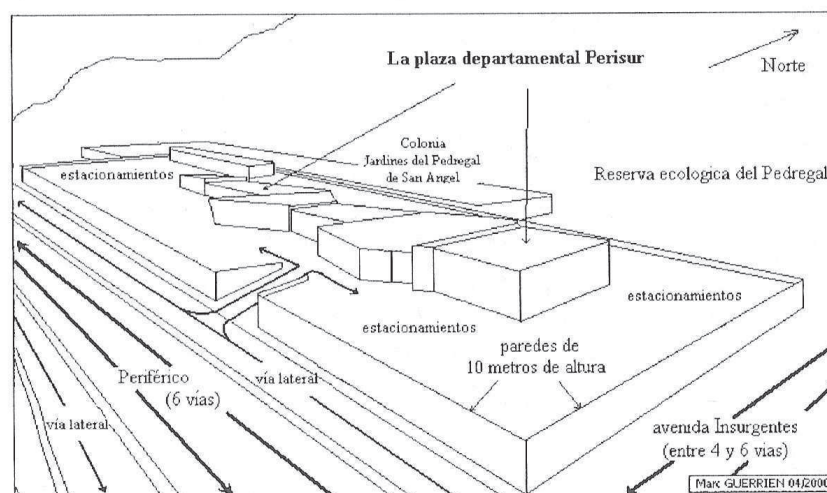 La plaza departamental Perisur
Norte
Colonia
Jardines del Pedregal
de San Angel
estacionamientos
Reserva ecologica del Pedregal
estacionamientos
estacionamientos
paredes de
10 metros de altura
Periférico
(6 vías)
vía lateral
vía lateral
avenida Insurgentes
(entre 4 y 6 vias)
Marc GUERRIEN 04/2000